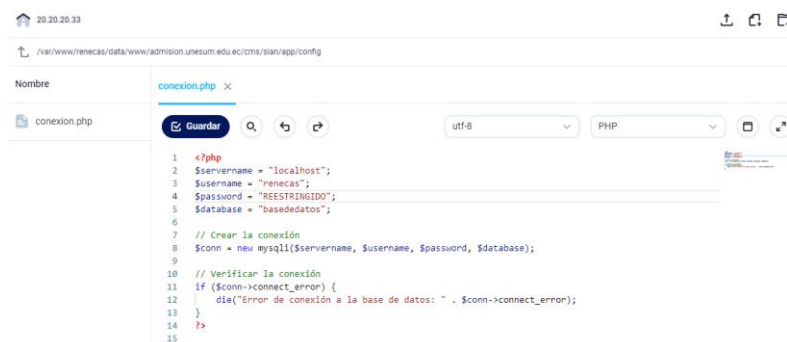 20.20.20.33
/var/www/renecas/data/www/admision.unesum.edu.ec/cms/sian/app/config
Nombre
conexion.php
conexion.php
Guardar
utf-8
PHP
1 <?php
2 $servername = "localhost";
3 $username = "renecas";
4 $password = "REESTRINGIDO";
5 $database = "basededatos";
6
7 // Crear la conexión
8 $conn = new mysqli($servername, $username, $password, $database);
9
10 // Verificar la conexión
11 if ($conn->connect_error) {
12 die("Error de conexión a la base de datos: " . $conn->connect_error);
13 }
14 ?>
15